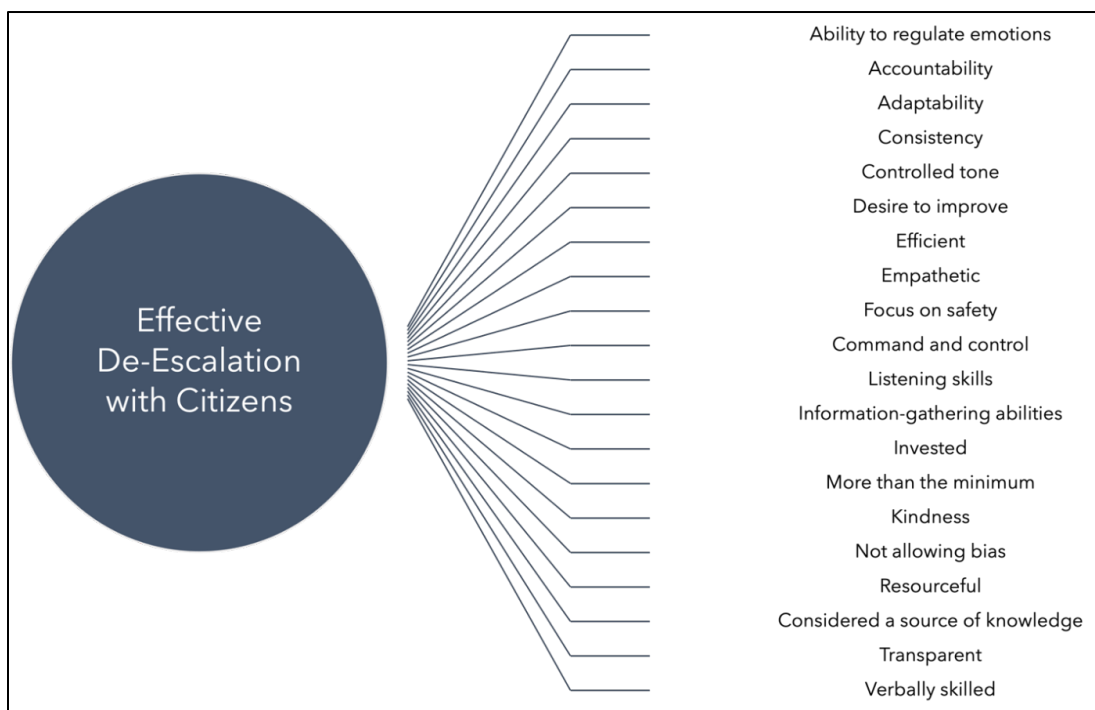 Effective
De-Escalation
with Citizens
Ability to regulate emotions
Accountability
Adaptability
Consistency
Controlled tone
Desire to improve
Efficient
Empathetic
Focus on safety
Command and control
Listening skills
Information-gathering abilities
Invested
More than the minimum
Kindness
Not allowing bias
Resourceful
Considered a source of knowledge
Transparent
Verbally skilled